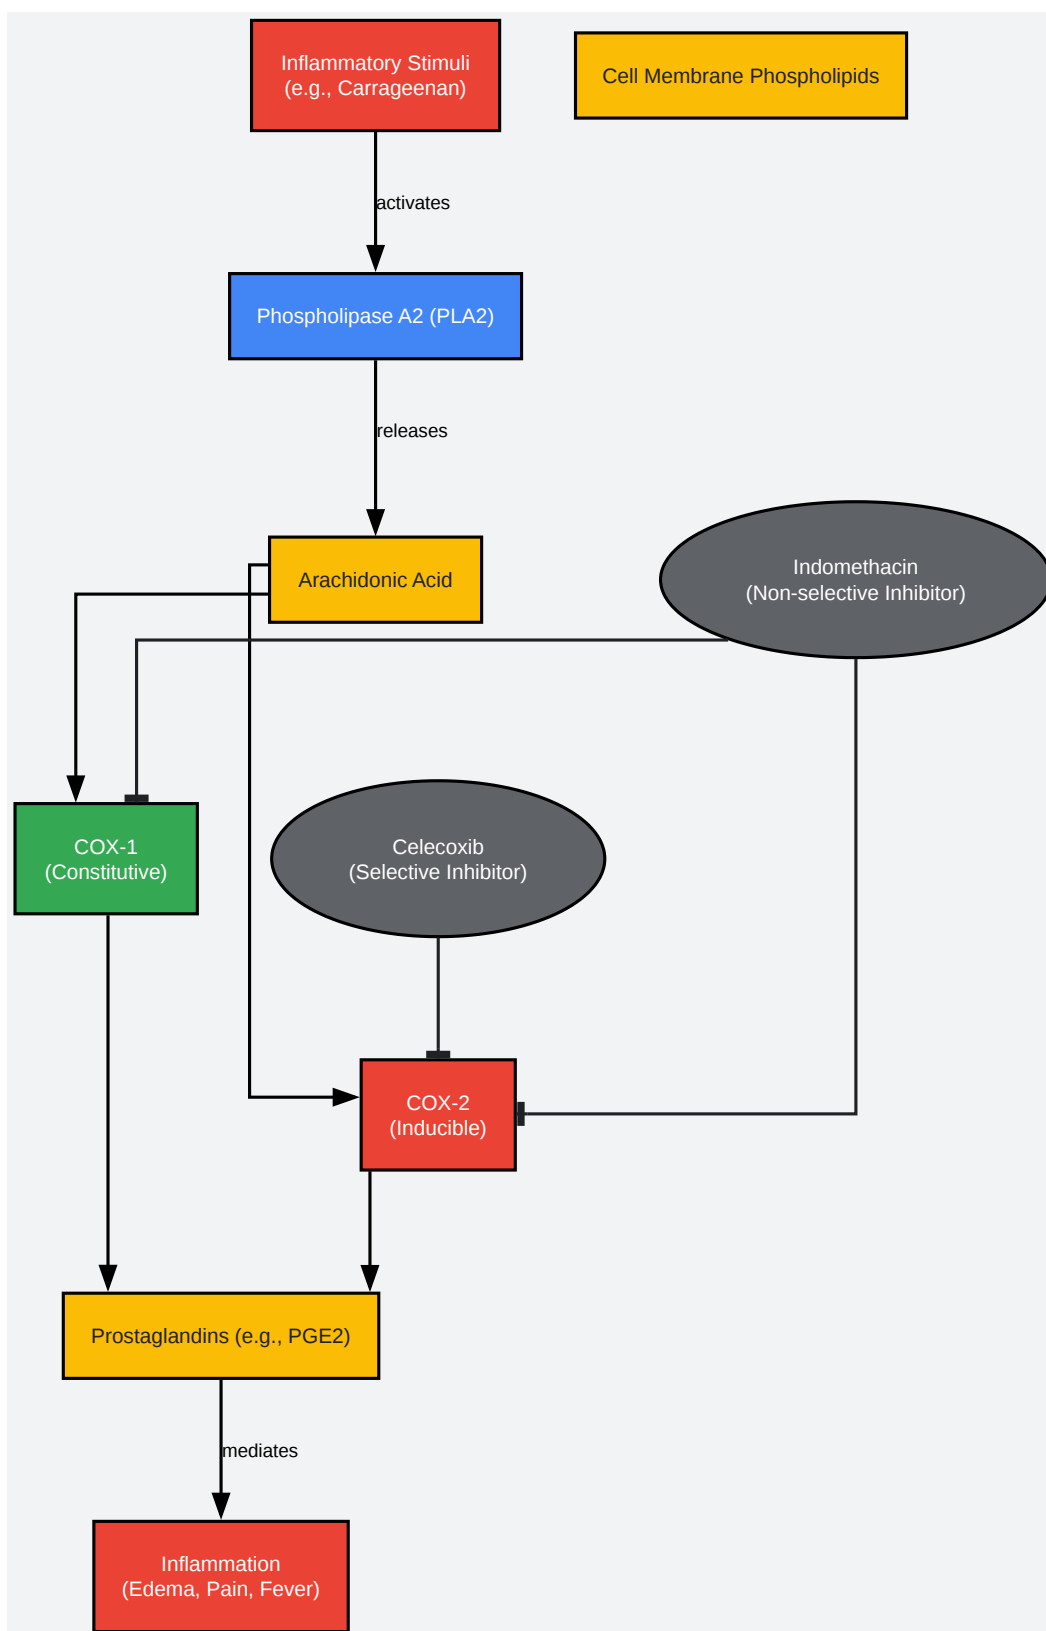 Inflammatory Stimuli
(e.g., Carrageenan)
Cell Membrane Phospholipids
activates
Phospholipase A2 (PLA2)
releases
Arachidonic Acid
Indomethacin
(Non-selective Inhibitor)
COX-1
(Constitutive)
Celecoxib
(Selective Inhibitor)
COX-2
(Inducible)
Prostaglandins (e.g., PGE2)
mediates
Inflammation
(Edema, Pain, Fever)